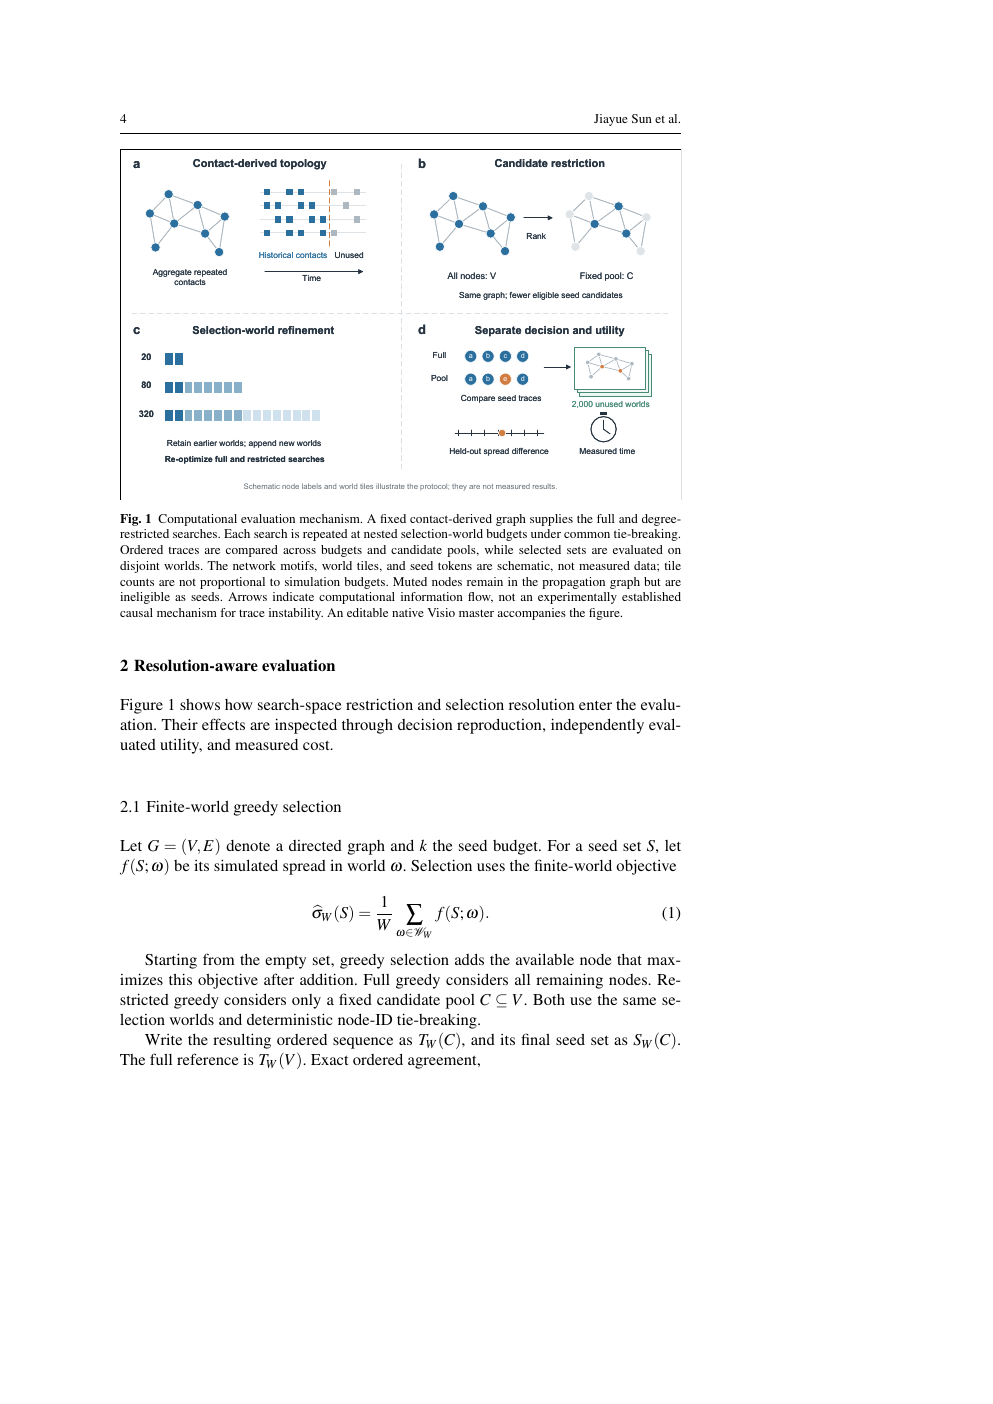 4 Jiayue Sun et al.
a Contact-derived topology
Historical contacts Unused
Aggregate repeated
contacts
Time
b Candidate restriction
Rank
All nodes: V Fixed pool: C
Same graph; fewer eligible seed candidates
c Selection-world refinement
20
80
320
Retain earlier worlds; append new worlds
Re-optimize full and restricted searches
d Separate decision and utility
Full a b c d
Pool a b e d
Compare seed traces
2,000 unused worlds
Held-out spread difference Measured time
Schematic node labels and world tiles illustrate the protocol; they are not measured results.
Fig. 1 Computational evaluation mechanism. A fixed contact-derived graph supplies the full and degree-
restricted searches. Each search is repeated at nested selection-world budgets under common tie-breaking.
Ordered traces are compared across budgets and candidate pools, while selected sets are evaluated on
disjoint worlds. The network motifs, world tiles, and seed tokens are schematic, not measured data; tile
counts are not proportional to simulation budgets. Muted nodes remain in the propagation graph but are
ineligible as seeds. Arrows indicate computational information flow, not an experimentally established
causal mechanism for trace instability. An editable native Visio master accompanies the figure.
2 Resolution-aware evaluation
Figure 1 shows how search-space restriction and selection resolution enter the evalu-
ation. Their effects are inspected through decision reproduction, independently eval-
uated utility, and measured cost.
2.1 Finite-world greedy selection
Let G = (V,E) denote a directed graph and k the seed budget. For a seed set S, let
f(S;ω) be its simulated spread in world ω. Selection uses the finite-world objective
σ̂_W(S) = 1/W ∑_{ω∈𝒲_W} f(S;ω). (1)
Starting from the empty set, greedy selection adds the available node that max-
imizes this objective after addition. Full greedy considers all remaining nodes. Re-
stricted greedy considers only a fixed candidate pool C ⊆ V. Both use the same se-
lection worlds and deterministic node-ID tie-breaking.
Write the resulting ordered sequence as T_W(C), and its final seed set as S_W(C).
The full reference is T_W(V). Exact ordered agreement,